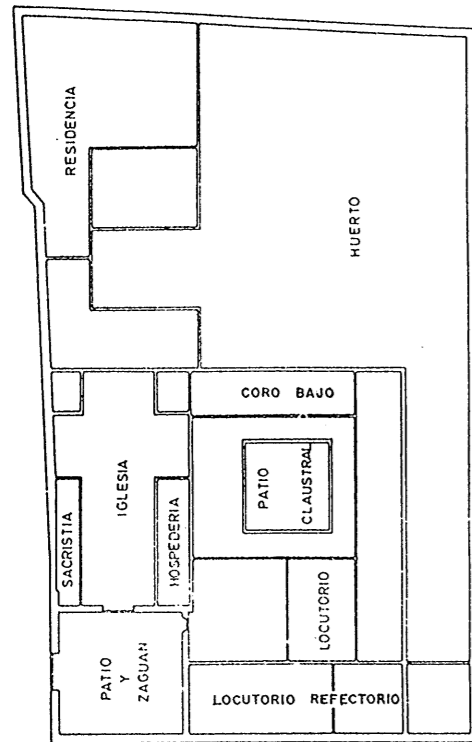 RESIDENCIA
HUERTO
CORO BAJO
IGLESIA
SACRISTIA
HOSPEDERIA
PATIO
CLAUSTRAL
LOCUTORIO
PATIO
Y
ZAGUAN
LOCUTORIO REFECTORIO